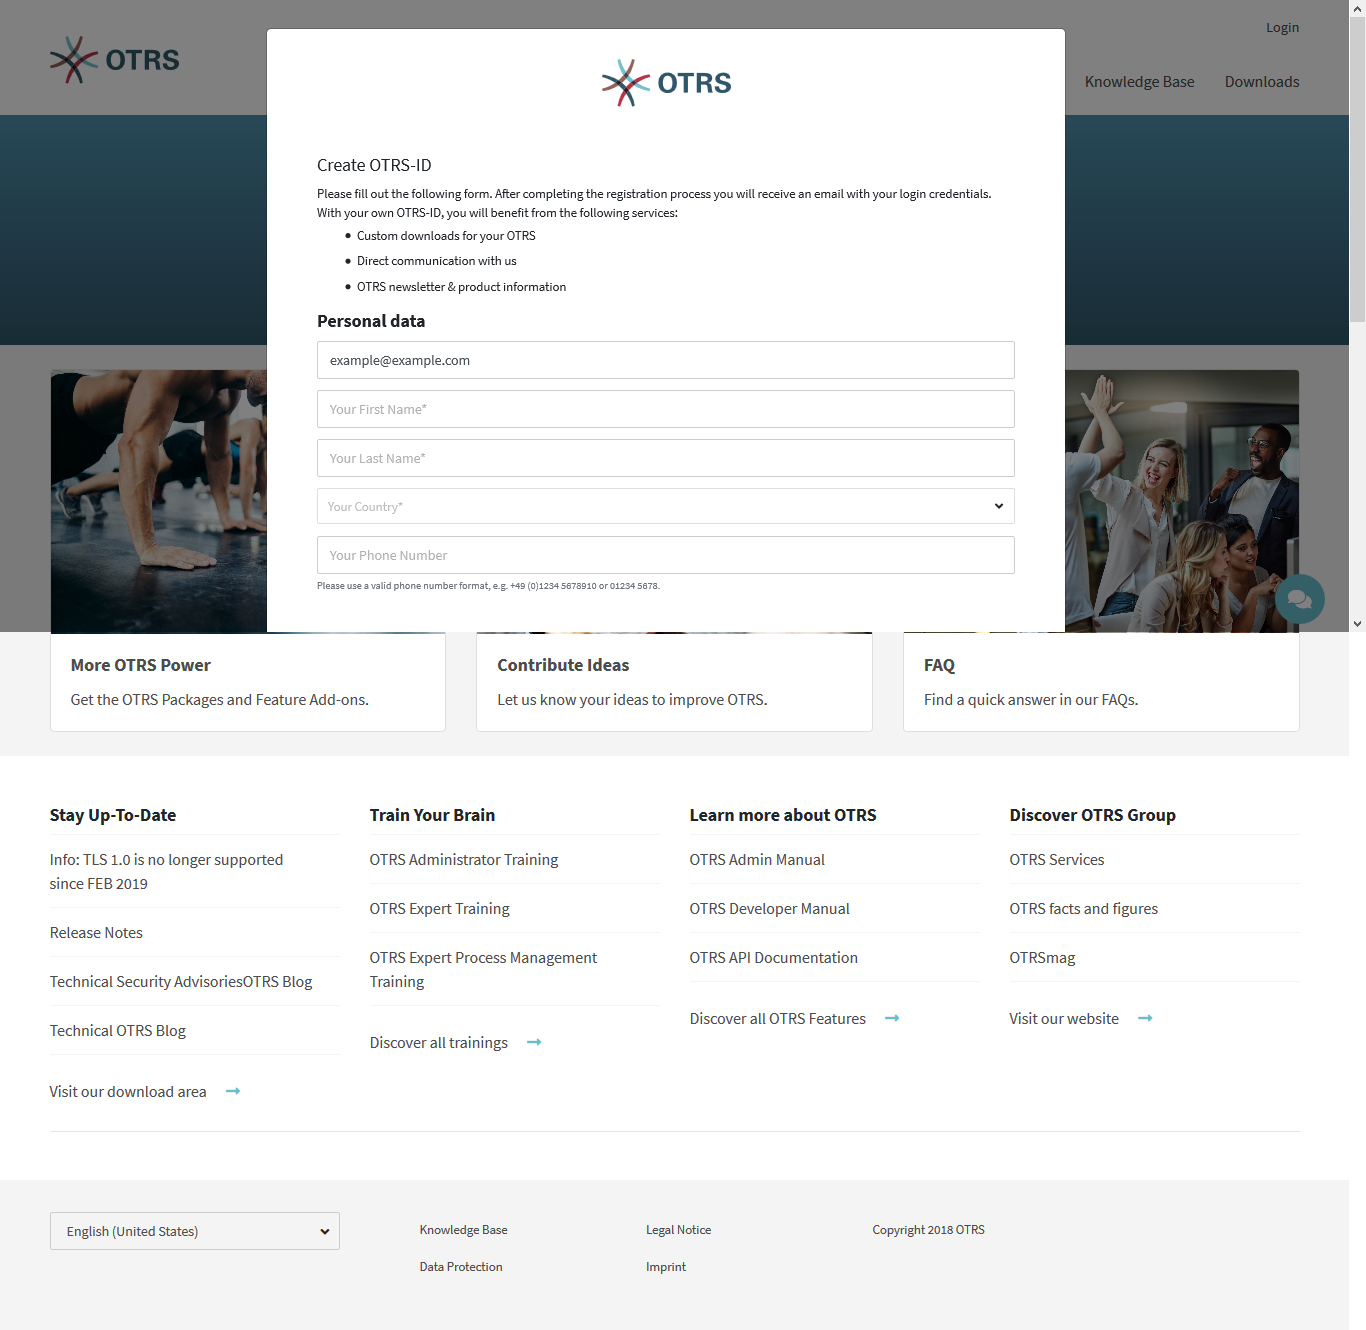 Login
OTRS
Knowledge Base
Downloads
OTRS
Create OTRS-ID
Please fill out the following form. After completing the registration process you will receive an email with your login credentials.
With your own OTRS-ID, you will benefit from the following services:
Custom downloads for your OTRS
Direct communication with us
OTRS newsletter & product information
Personal data
example@example.com
Your First Name*
Your Last Name*
Your Country*
Your Phone Number
Please use a valid phone number format, e.g. +49 (0)1234 5678910 or 01234 5678.
More OTRS Power
Get the OTRS Packages and Feature Add-ons.
Contribute Ideas
Let us know your ideas to improve OTRS.
FAQ
Find a quick answer in our FAQs.
Stay Up-To-Date
Info: TLS 1.0 is no longer supported
since FEB 2019
Release Notes
Technical Security AdvisoriesOTRS Blog
Technical OTRS Blog
Visit our download area
Train Your Brain
OTRS Administrator Training
OTRS Expert Training
OTRS Expert Process Management
Training
Discover all trainings
Learn more about OTRS
OTRS Admin Manual
OTRS Developer Manual
OTRS API Documentation
Discover all OTRS Features
Discover OTRS Group
OTRS Services
OTRS facts and figures
OTRSmag
Visit our website
English (United States)
Knowledge Base
Data Protection
Legal Notice
Imprint
Copyright 2018 OTRS